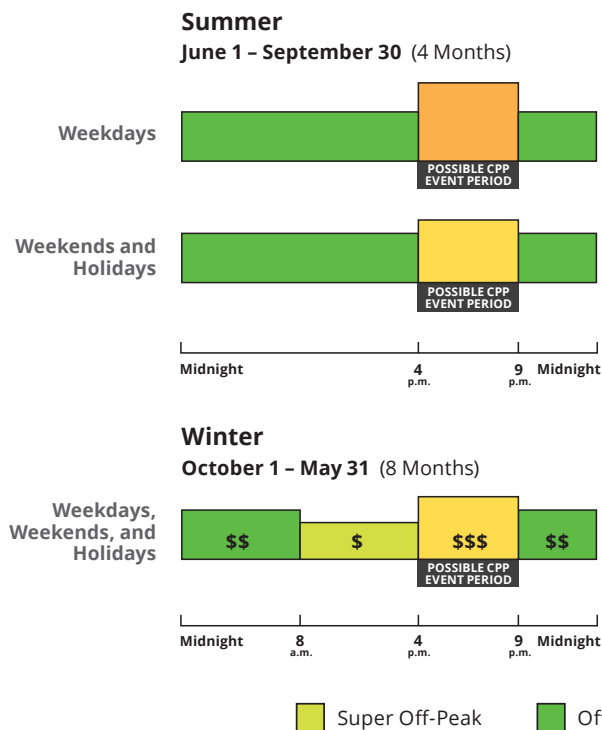 Summer
June 1 – September 30 (4 Months)
Weekdays
POSSIBLE CPP
EVENT PERIOD
Weekends and
Holidays
POSSIBLE CPP
EVENT PERIOD
Midnight 4 p.m. 9 p.m. Midnight
Winter
October 1 – May 31 (8 Months)
Weekdays,
Weekends, and
Holidays
$$ $ $$$ $$
POSSIBLE CPP
EVENT PERIOD
Midnight 8 a.m. 4 p.m. 9 p.m. Midnight
Super Off-Peak Of